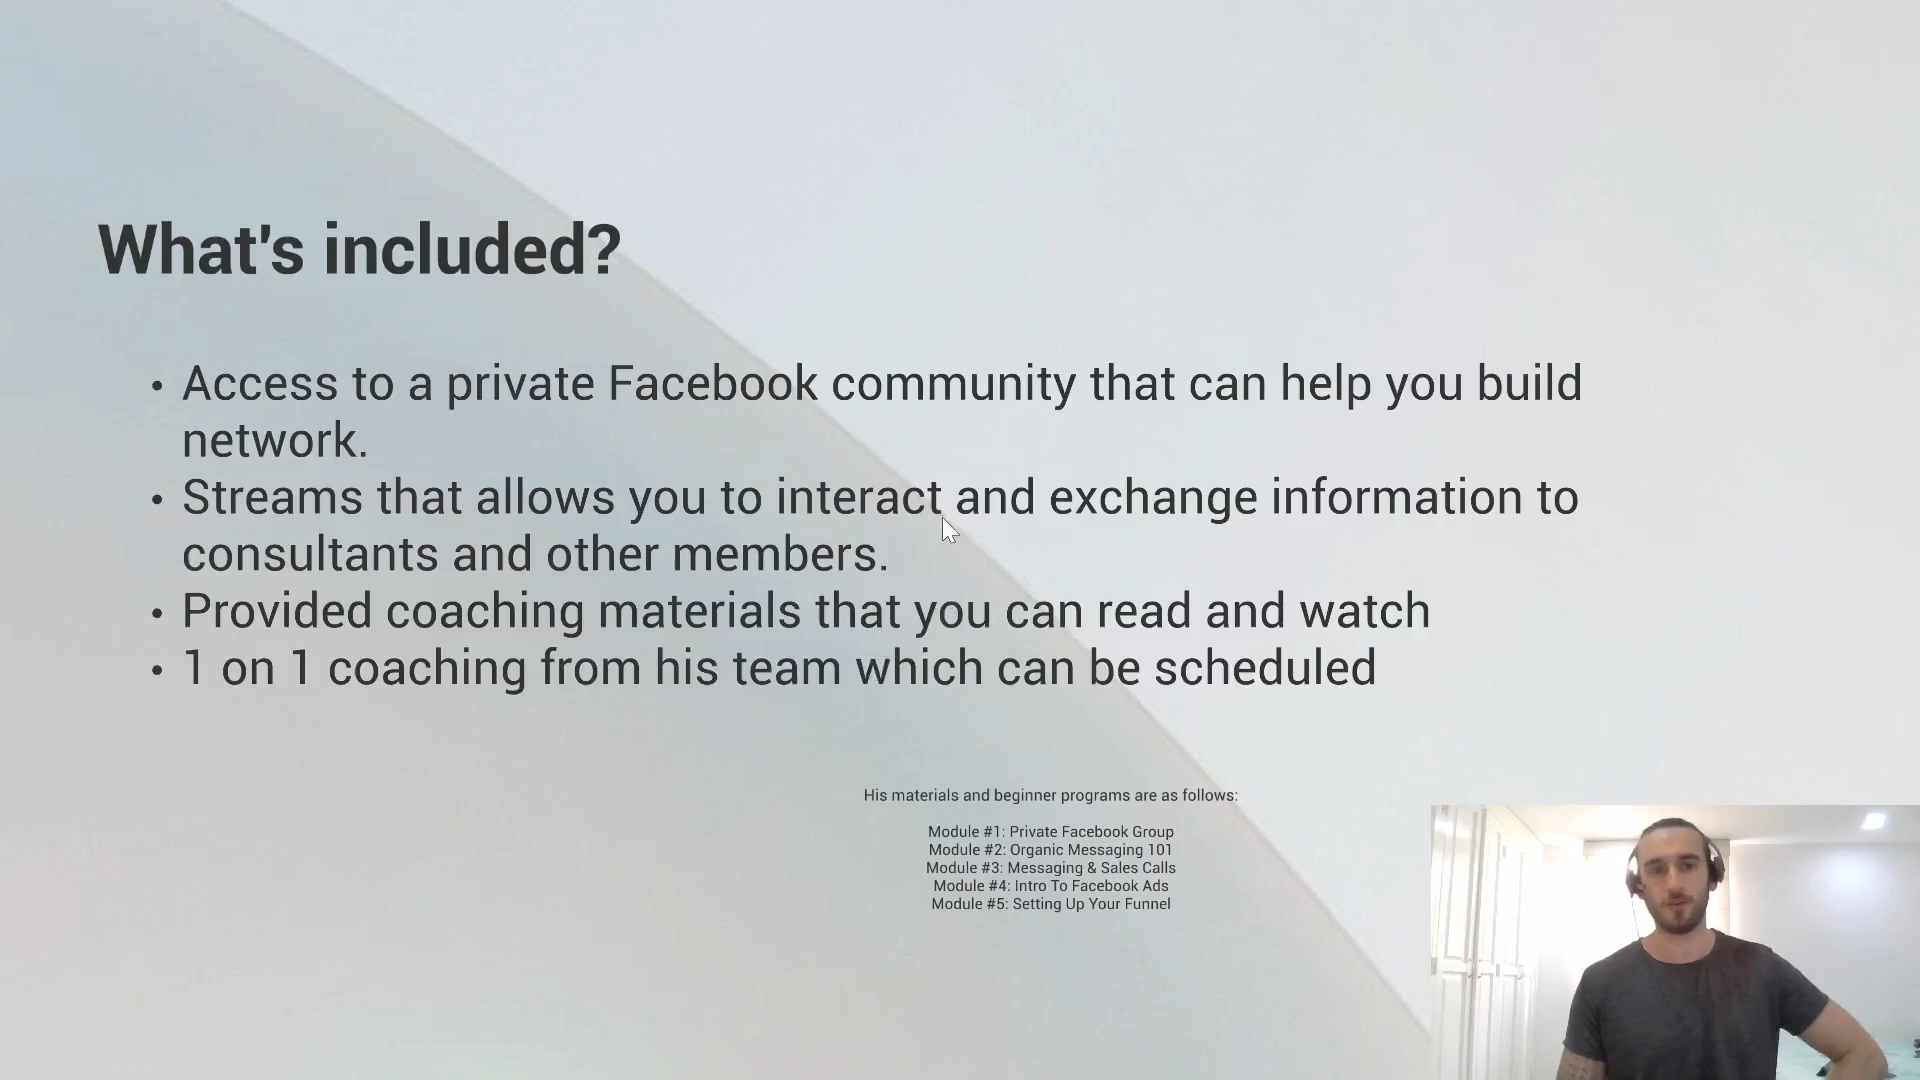 What's included?
• Access to a private Facebook community that can help you build
network.
• Streams that allows you to interact and exchange information to
consultants and other members.
• Provided coaching materials that you can read and watch
• 1 on 1 coaching from his team which can be scheduled
His materials and beginner programs are as follows:
Module #1: Private Facebook Group
Module #2: Organic Messaging 101
Module #3: Messaging & Sales Calls
Module #4: Intro To Facebook Ads
Module #5: Setting Up Your Funnel